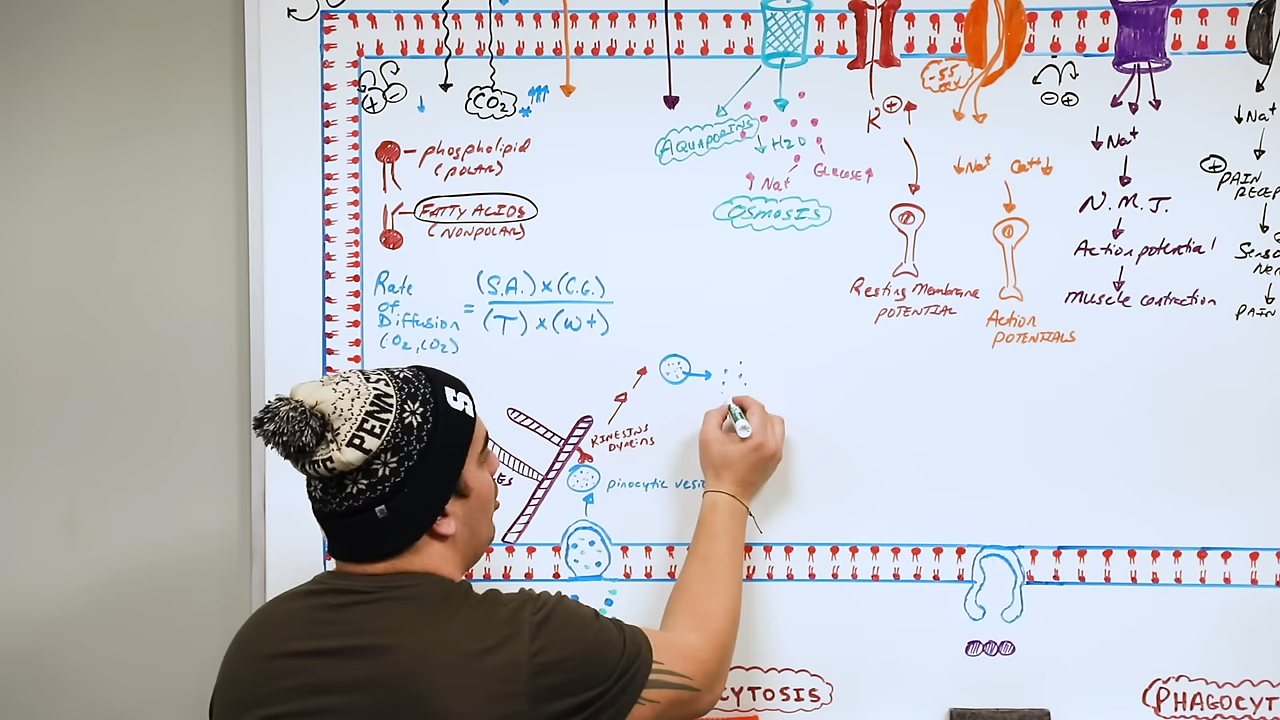 CO2
phospholipid
(POLAR)
FATTY ACIDS
(NONPOLAR)
Rate
of
Diffusion
(O2, CO2)
= (S.A.) x (C.G.)
(T) x (Wt)
AQUAPORINS
H2O
Na+
GLUCOSE
OSMOSIS
K+
Resting Membrane
POTENTIAL
-55
Na+ Ca++
Action
POTENTIALS
Na+
N.M.J.
Action potential
muscle contraction
Na+
PAIN
PAIN
KINESINS
DYNEINS
pinocytic
PENN S
S
CYTOSIS
PHAGOCYT